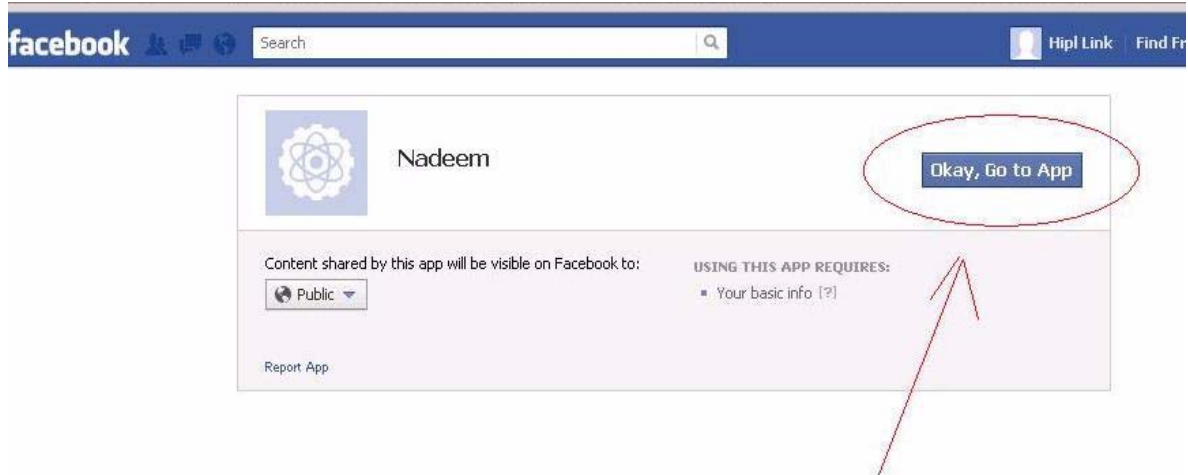 facebook Search Hipl Link Find Fr
Nadeem
Okay, Go to App
Content shared by this app will be visible on Facebook to:
Public
USING THIS APP REQUIRES:
Your basic info [?]
Report App